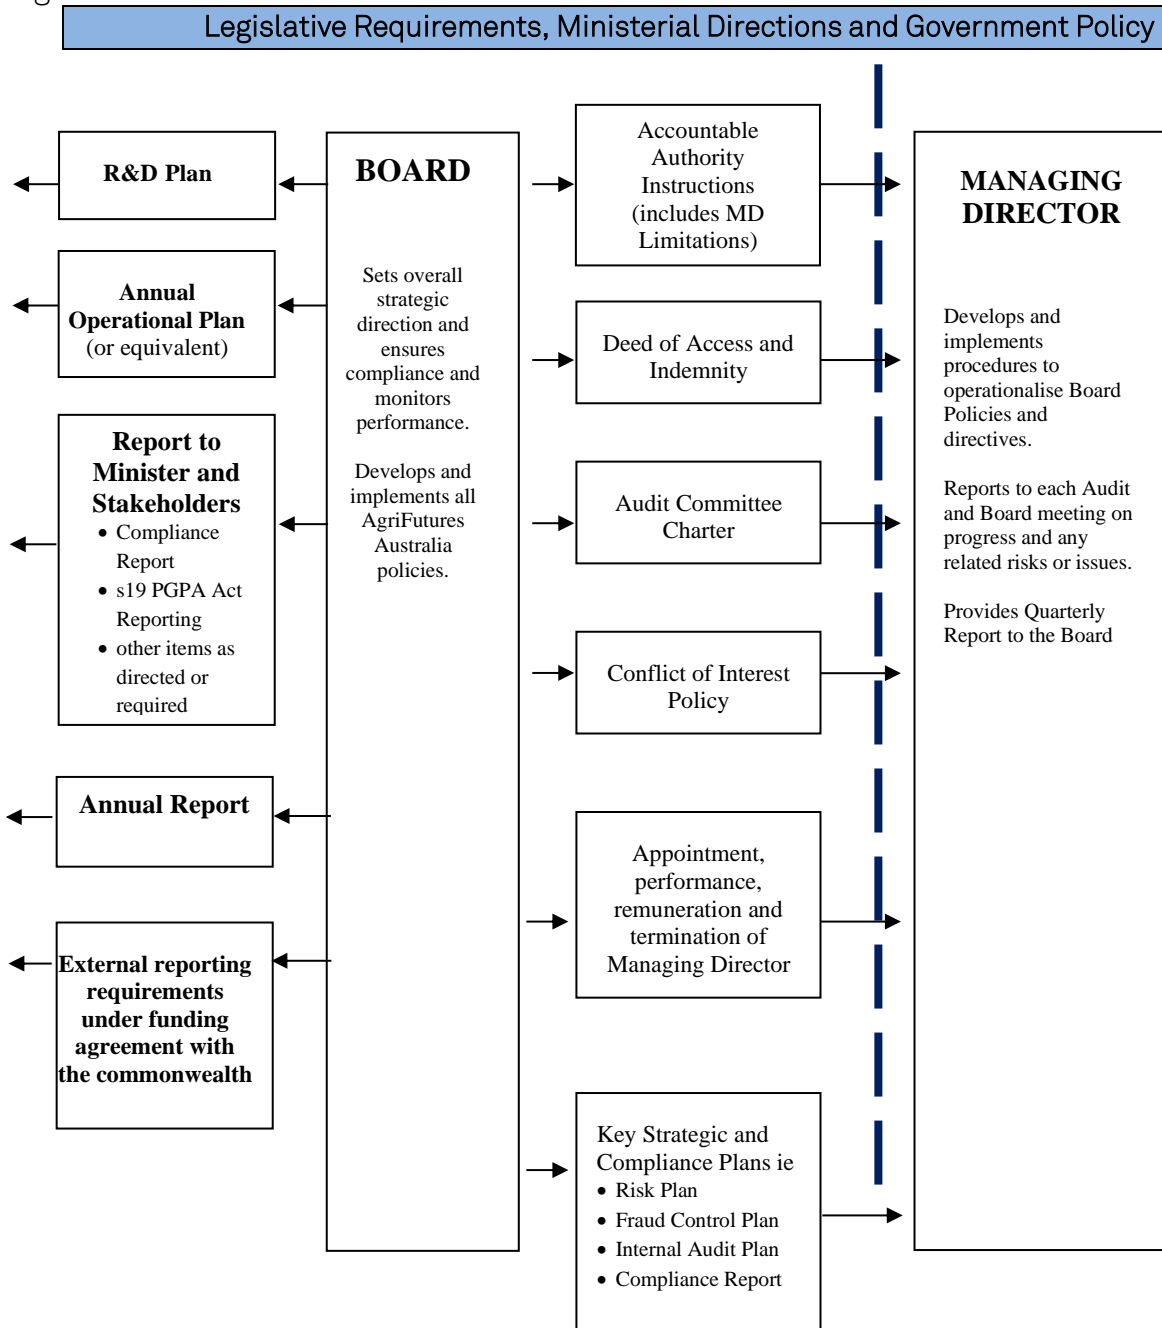 Legislative Requirements, Ministerial Directions and Government Policy
R&D Plan
Annual
Operational Plan
(or equivalent)
Report to
Minister and
Stakeholders
• Compliance
Report
• s19 PGPA Act
Reporting
• other items as
directed or
required
Annual Report
External reporting
requirements
under funding
agreement with
the commonwealth
BOARD
Sets overall
strategic
direction and
ensures
compliance and
monitors
performance.
Develops and
implements all
AgriFutures
Australia
policies.
Accountable
Authority
Instructions
(includes MD
Limitations)
Deed of Access and
Indemnity
Audit Committee
Charter
Conflict of Interest
Policy
Appointment,
performance,
remuneration and
termination of
Managing Director
Key Strategic and
Compliance Plans ie
• Risk Plan
• Fraud Control Plan
• Internal Audit Plan
• Compliance Report
MANAGING
DIRECTOR
Develops and
implements
procedures to
operationalise Board
Policies and
directives.
Reports to each Audit
and Board meeting on
progress and any
related risks or issues.
Provides Quarterly
Report to the Board